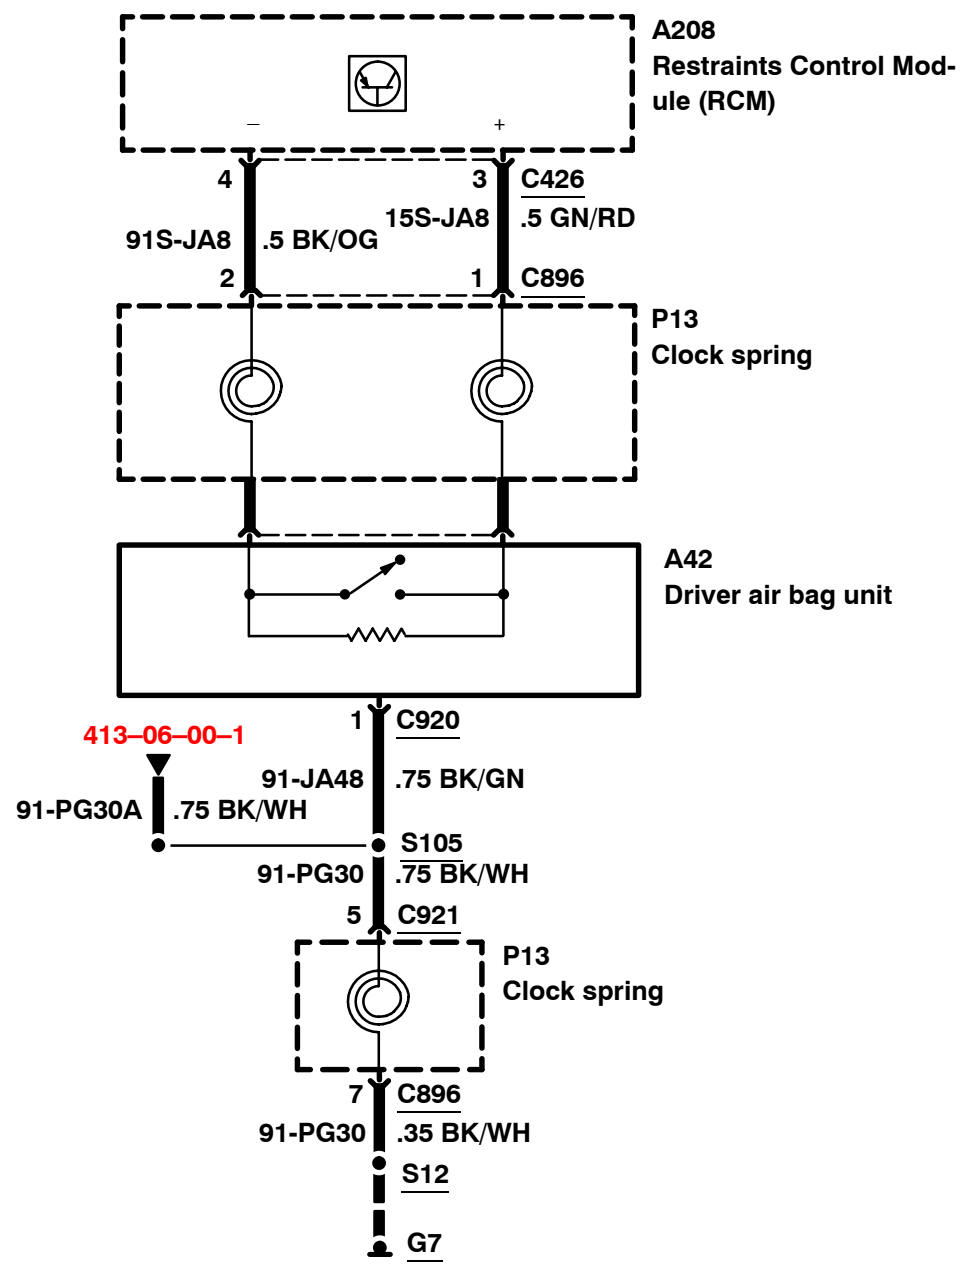 A208
Restraints Control Mod-
ule (RCM)
– +
4 3 C426
15S-JA8 .5 GN/RD
91S-JA8 .5 BK/OG
2 1 C896
P13
Clock spring
A42
Driver air bag unit
1 C920
413–06–00–1
91-JA48 .75 BK/GN
91-PG30A .75 BK/WH
S105
91-PG30 .75 BK/WH
5 C921
P13
Clock spring
7 C896
91-PG30 .35 BK/WH
S12
G7